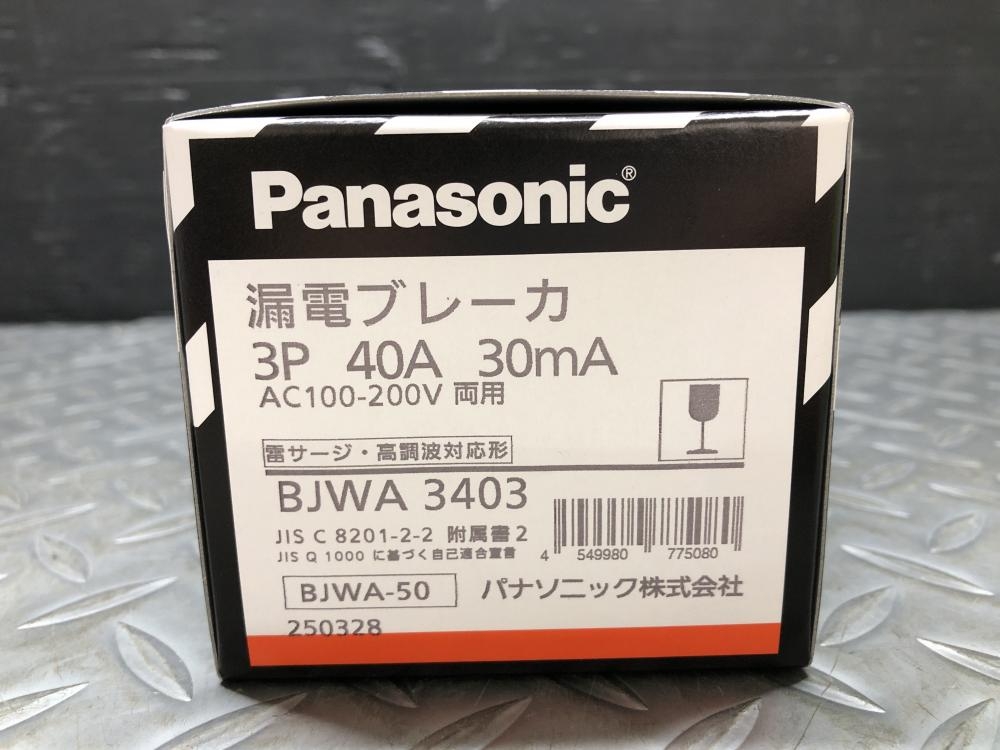 Panasonic®
漏電ブレーカ
3P 40A 30mA
AC100-200V 両用
雷サージ・高調波対応形
BJWA 3403
JIS C 8201-2-2 附属書2
JIS Q 1000 に基づく自己適合宣言
4 549980 775080
BJWA-50 パナソニック株式会社
250328